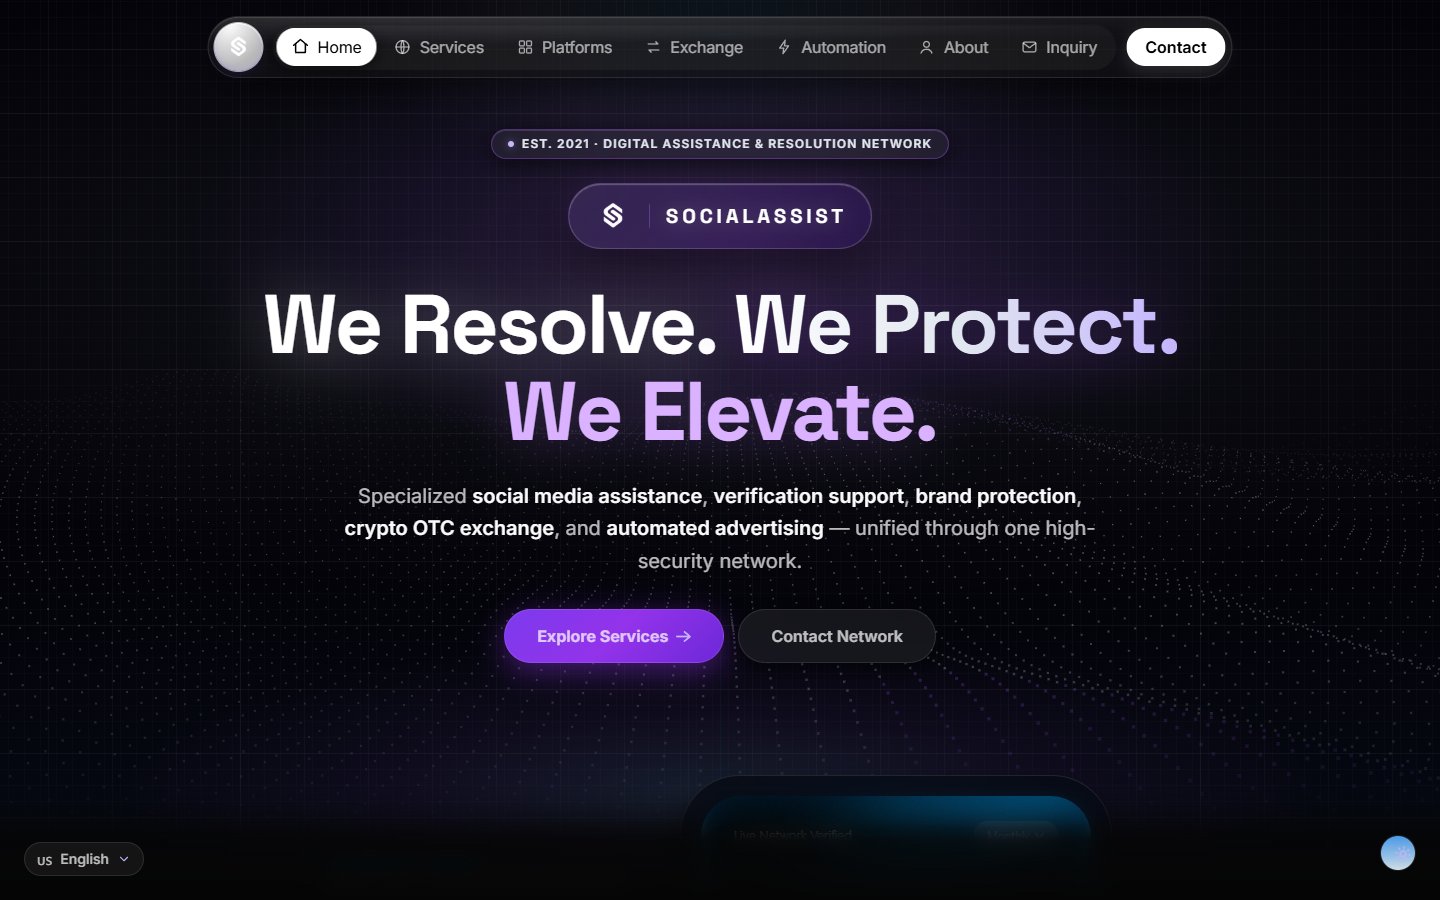 Home Services Platforms Exchange Automation About Inquiry Contact
EST. 2021 · DIGITAL ASSISTANCE & RESOLUTION NETWORK
SOCIALASSIST
We Resolve. We Protect.
We Elevate.
Specialized social media assistance, verification support, brand protection,
crypto OTC exchange, and automated advertising — unified through one high-
security network.
Explore Services →
Contact Network
Live Network Verified
Monthly
US English